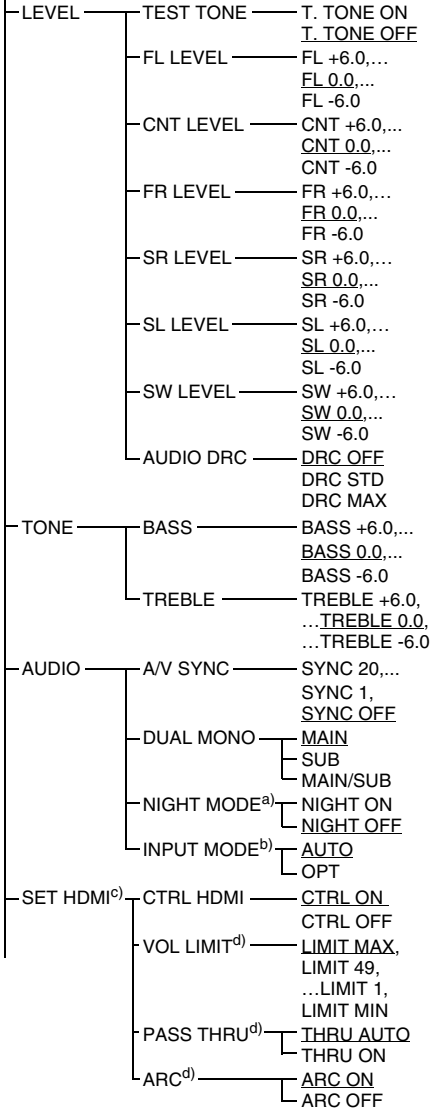 LEVEL TEST TONE T. TONE ON
T. TONE OFF
FL LEVEL FL +6.0,…
FL 0.0,...
FL -6.0
CNT LEVEL CNT +6.0,...
CNT 0.0,...
CNT -6.0
FR LEVEL FR +6.0,…
FR 0.0,...
FR -6.0
SR LEVEL SR +6.0,…
SR 0.0,...
SR -6.0
SL LEVEL SL +6.0,…
SL 0.0,...
SL -6.0
SW LEVEL SW +6.0,…
SW 0.0,...
SW -6.0
AUDIO DRC DRC OFF
DRC STD
DRC MAX
TONE BASS BASS +6.0,...
BASS 0.0,...
BASS -6.0
TREBLE TREBLE +6.0,
…TREBLE 0.0,
…TREBLE -6.0
AUDIO A/V SYNC SYNC 20,...
SYNC 1,
SYNC OFF
DUAL MONO MAIN
SUB
MAIN/SUB
NIGHT MODEa) NIGHT ON
NIGHT OFF
INPUT MODEb) AUTO
OPT
SET HDMIc) CTRL HDMI CTRL ON
CTRL OFF
VOL LIMITd) LIMIT MAX,
LIMIT 49,
…LIMIT 1,
LIMIT MIN
PASS THRUd) THRU AUTO
THRU ON
ARCd) ARC ON
ARC OFF